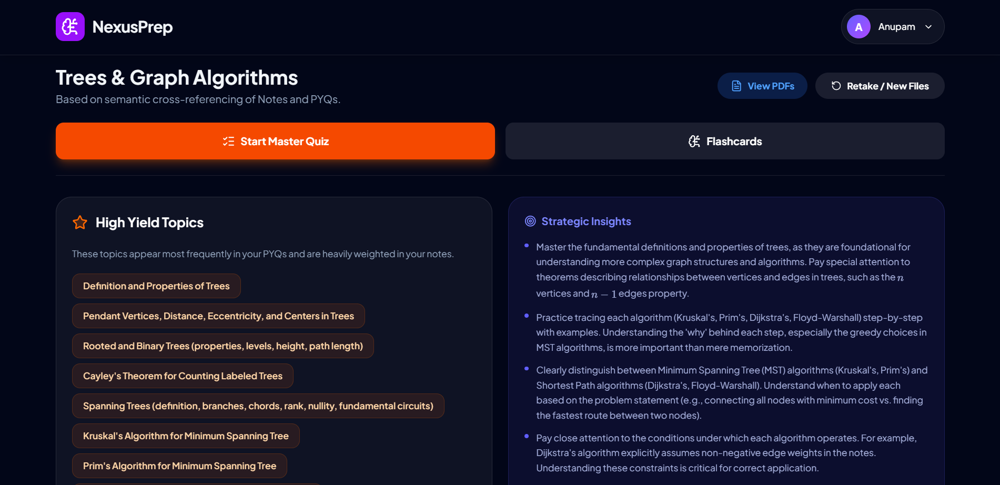 NexusPrep
A
Anupam
Trees & Graph Algorithms
Based on semantic cross-referencing of Notes and PYQs.
View PDFs
Retake / New Files
Start Master Quiz
Flashcards
High Yield Topics
These topics appear most frequently in your PYQs and are heavily weighted in your notes.
Definition and Properties of Trees
Pendant Vertices, Distance, Eccentricity, and Centers in Trees
Rooted and Binary Trees (properties, levels, height, path length)
Cayley's Theorem for Counting Labeled Trees
Spanning Trees (definition, branches, chords, rank, nullity, fundamental circuits)
Kruskal's Algorithm for Minimum Spanning Tree
Prim's Algorithm for Minimum Spanning Tree
Strategic Insights
Master the fundamental definitions and properties of trees, as they are foundational for
understanding more complex graph structures and algorithms. Pay special attention to
theorems describing relationships between vertices and edges in trees, such as the n
vertices and n − 1 edges property.
Practice tracing each algorithm (Kruskal's, Prim's, Dijkstra's, Floyd-Warshall) step-by-step
with examples. Understanding the 'why' behind each step, especially the greedy choices in
MST algorithms, is more important than mere memorization.
Clearly distinguish between Minimum Spanning Tree (MST) algorithms (Kruskal's, Prim's) and
Shortest Path algorithms (Dijkstra's, Floyd-Warshall). Understand when to apply each
based on the problem statement (e.g., connecting all nodes with minimum cost vs. finding
the fastest route between two nodes).
Pay close attention to the conditions under which each algorithm operates. For example,
Dijkstra's algorithm explicitly assumes non-negative edge weights in the notes.
Understanding these constraints is critical for correct application.